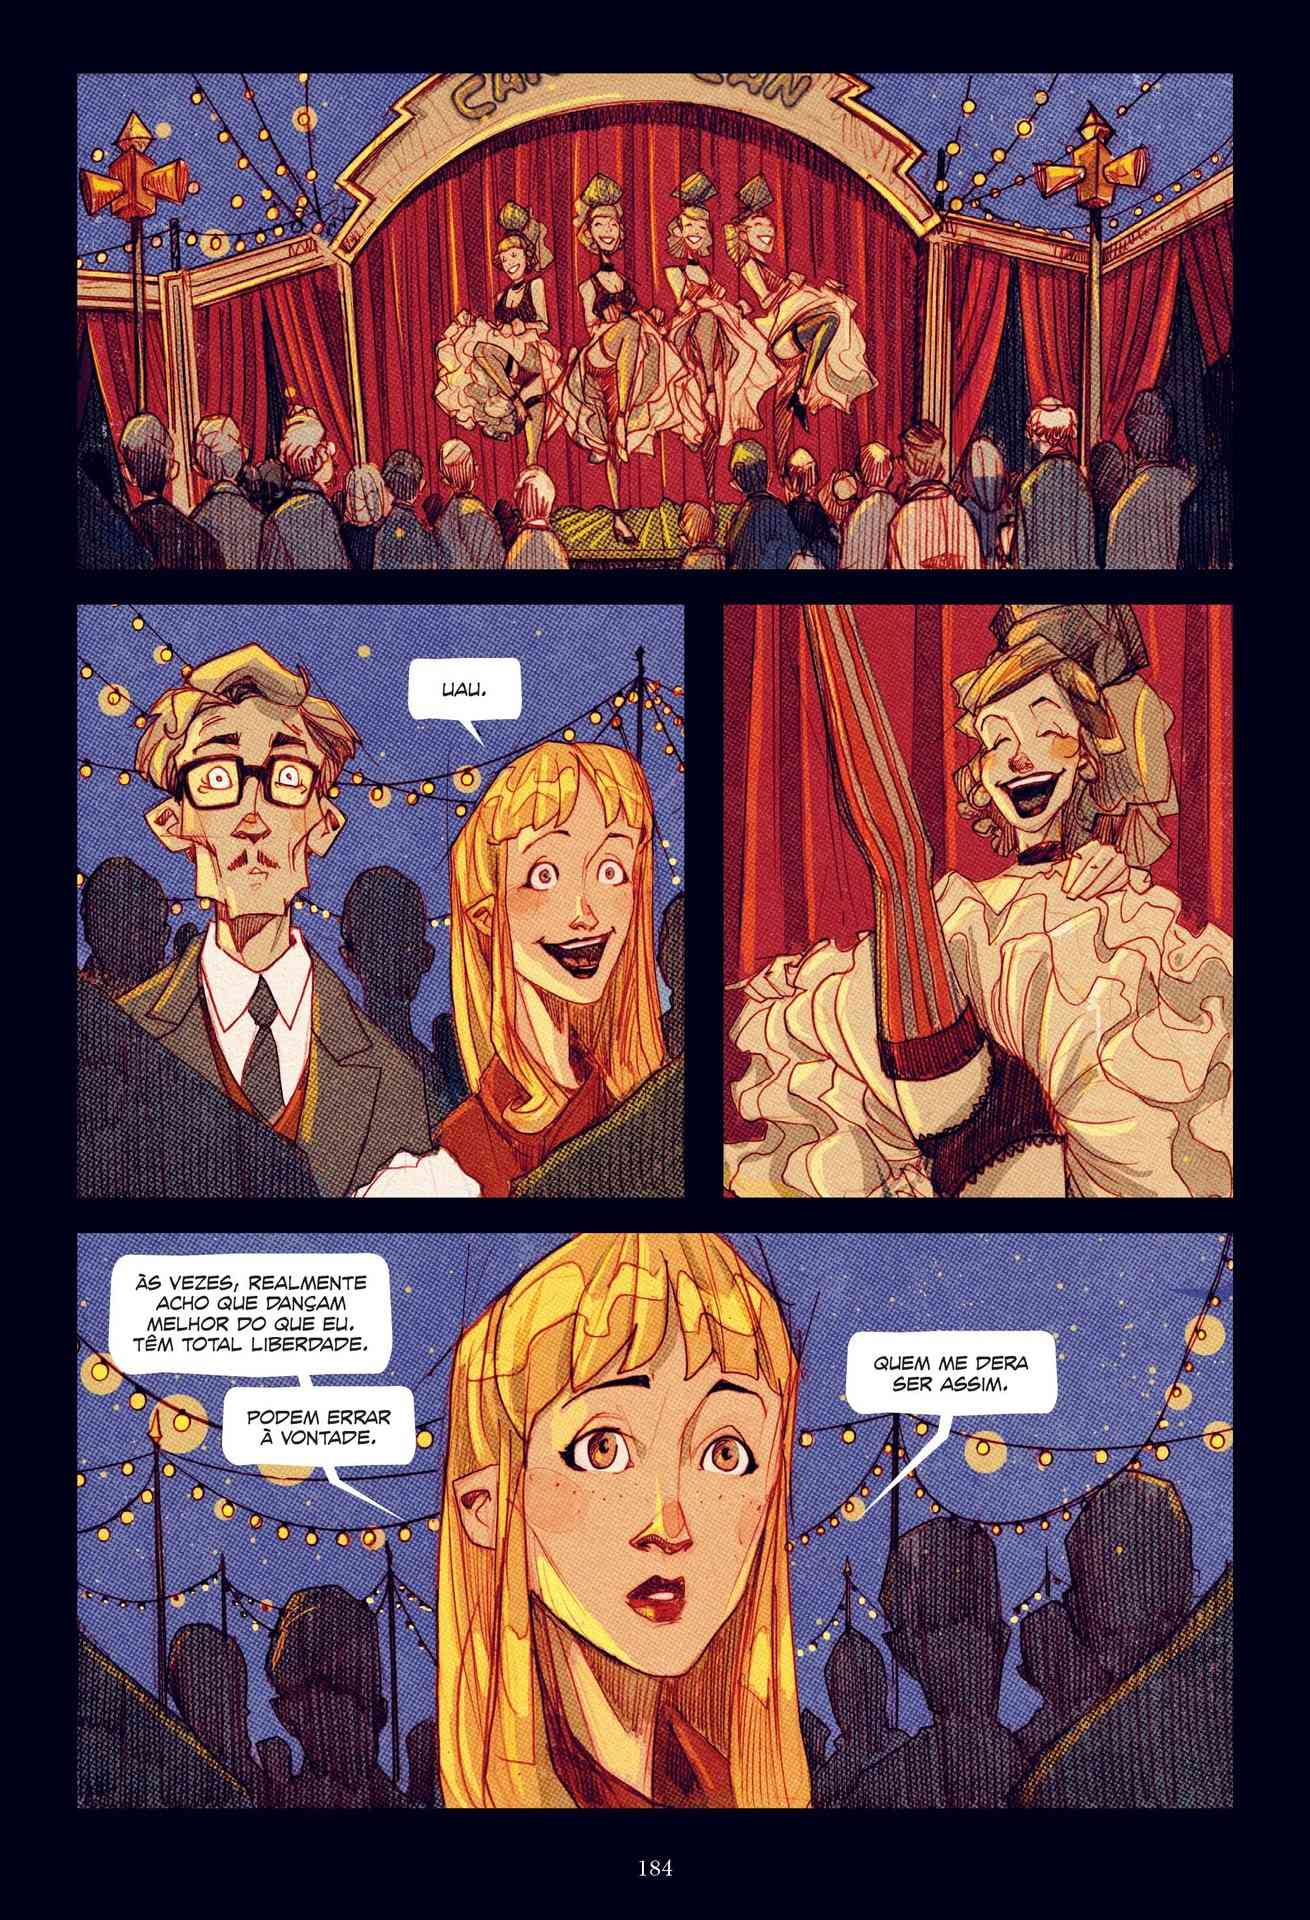 UAU.
ÀS VEZES, REALMENTE
ACHO QUE DANÇAM
MELHOR DO QUE EU.
TÊM TOTAL LIBERDADE.
PODEM ERRAR
À VONTADE.
QUEM ME DERA
SER ASSIM.
184